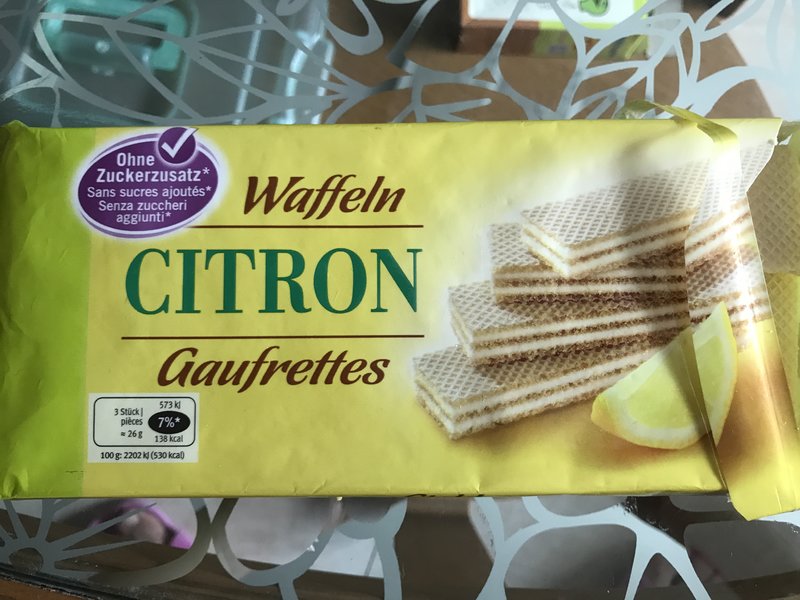 Ohne
Zuckerzusatz*
Sans sucres ajoutés*
Senza zuccheri
aggiunti*
Waffeln
CITRON
Gaufrettes
3 Stück |
pièces
≈ 26 g
573 kJ
7%*
138 kcal
100 g: 2202 kJ (530 kcal)